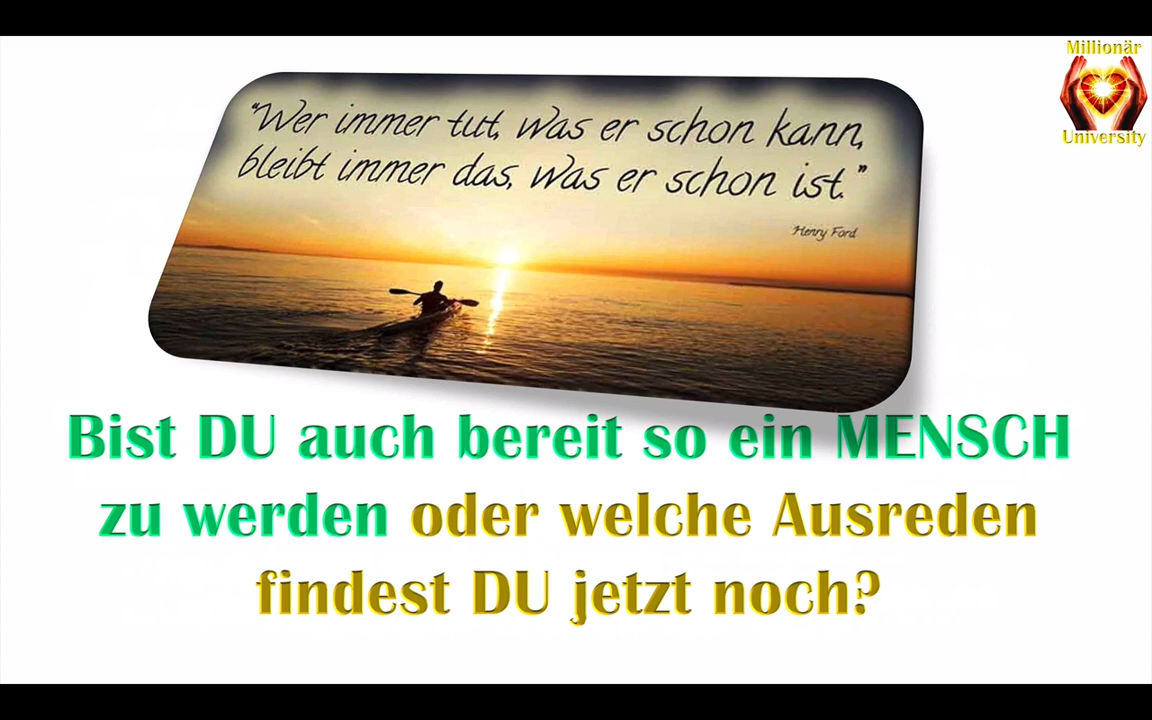 Millionär
University
"Wer immer tut, was er schon kann,
bleibt immer das, was er schon ist."
Henry Ford
Bist DU auch bereit so ein MENSCH
zu werden oder welche Ausreden
findest DU jetzt noch?